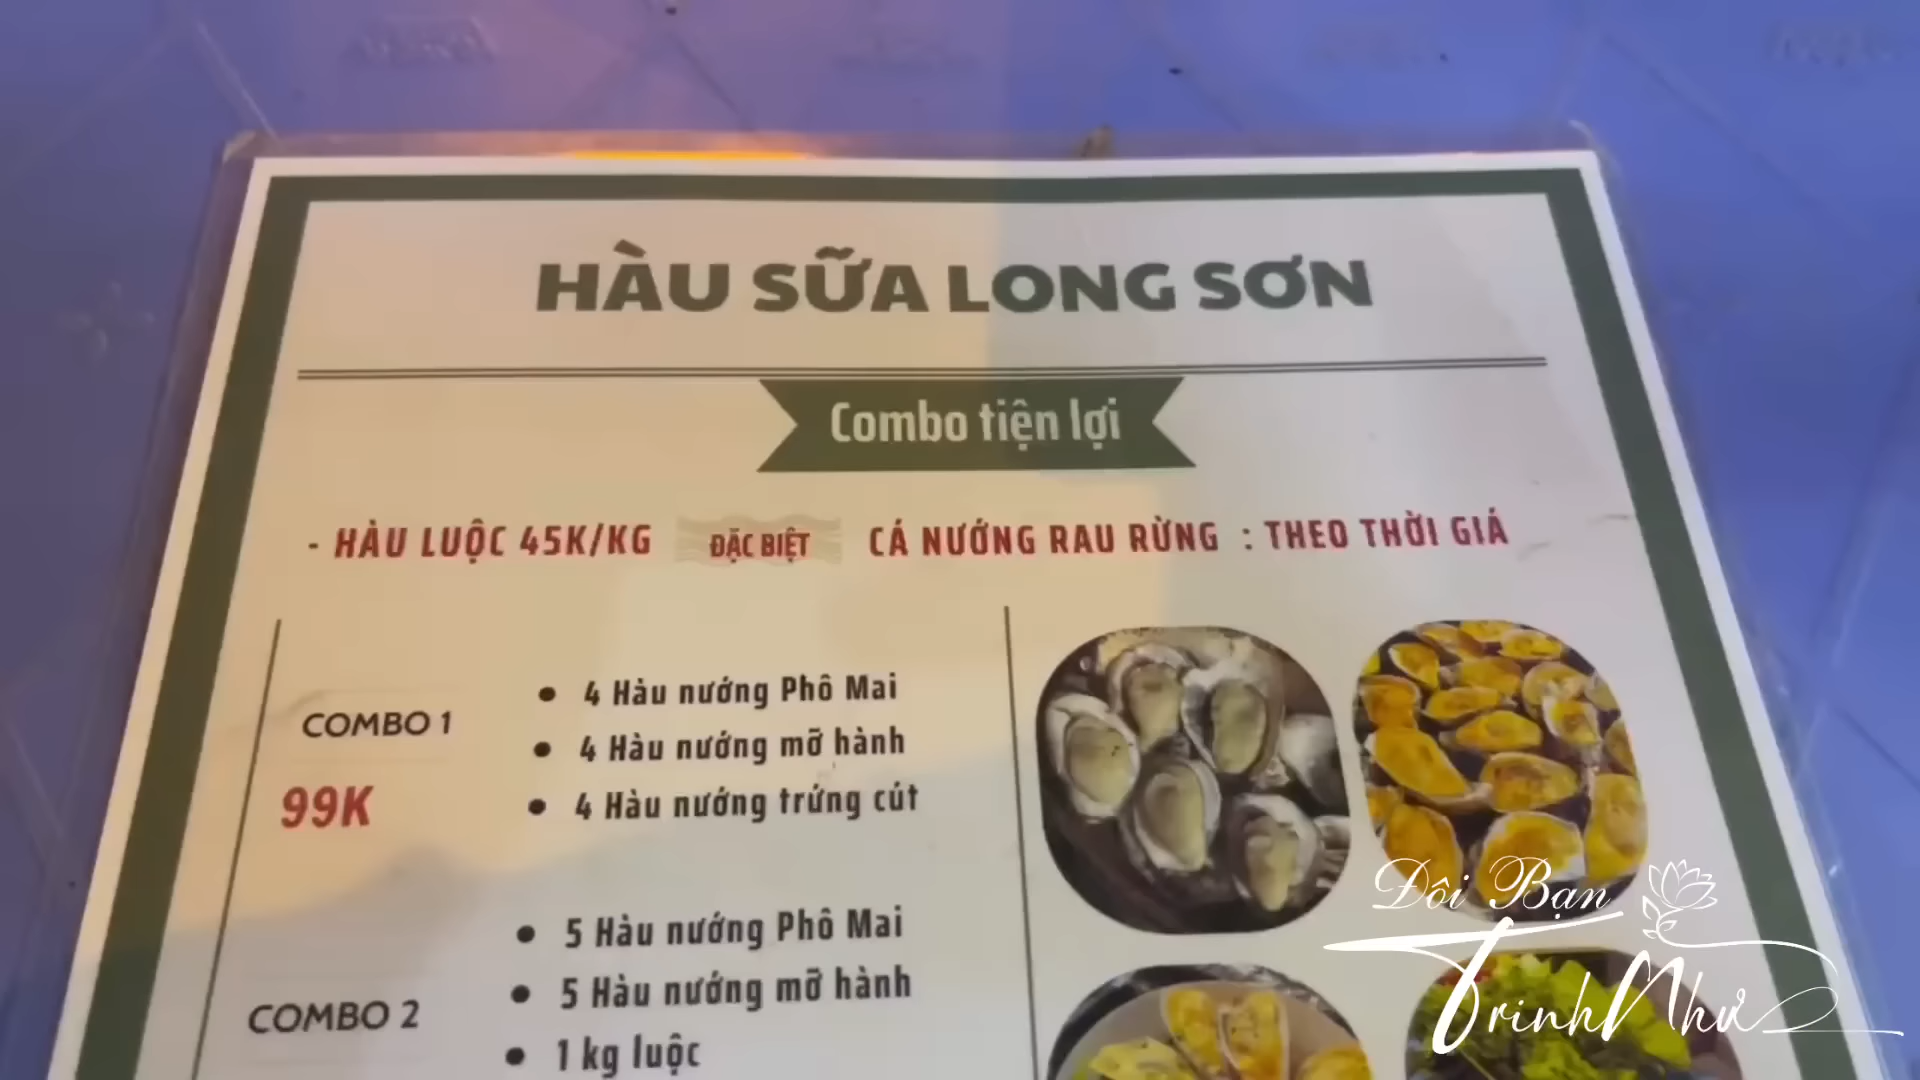 HÀU SỮA LONG SƠN
Combo tiện lợi
- HÀU LUỘC 45K/KG ĐẶC BIỆT CÁ NƯỚNG RAU RỪNG : THEO THỜI GIÁ
COMBO 1
99K
• 4 Hàu nướng Phô Mai
• 4 Hàu nướng mỡ hành
• 4 Hàu nướng trứng cút
COMBO 2
• 5 Hàu nướng Phô Mai
• 5 Hàu nướng mỡ hành
• 1 kg luộc
Đôi Bạn
Trinh Như